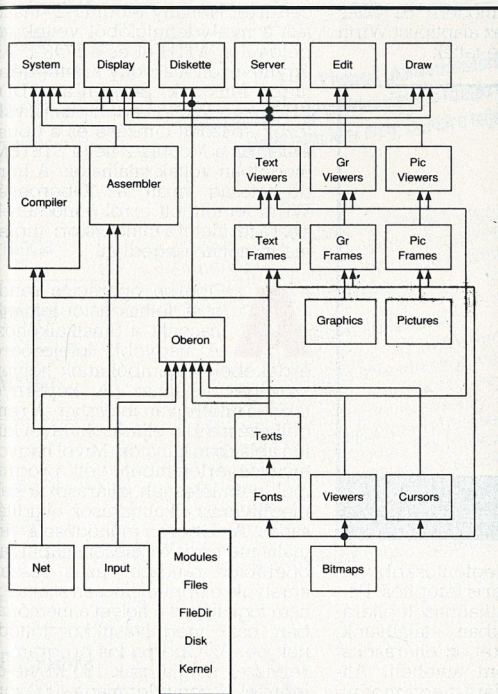 System
Display
Diskette
Server
Edit
Draw
Compiler
Assembler
Text
Viewers
Gr
Viewers
Pic
Viewers
Text
Frames
Gr
Frames
Pic
Frames
Graphics
Pictures
Oberon
Texts
Fonts
Viewers
Cursors
Net
Input
Modules
Files
FileDir
Disk
Kernel
Bitmaps